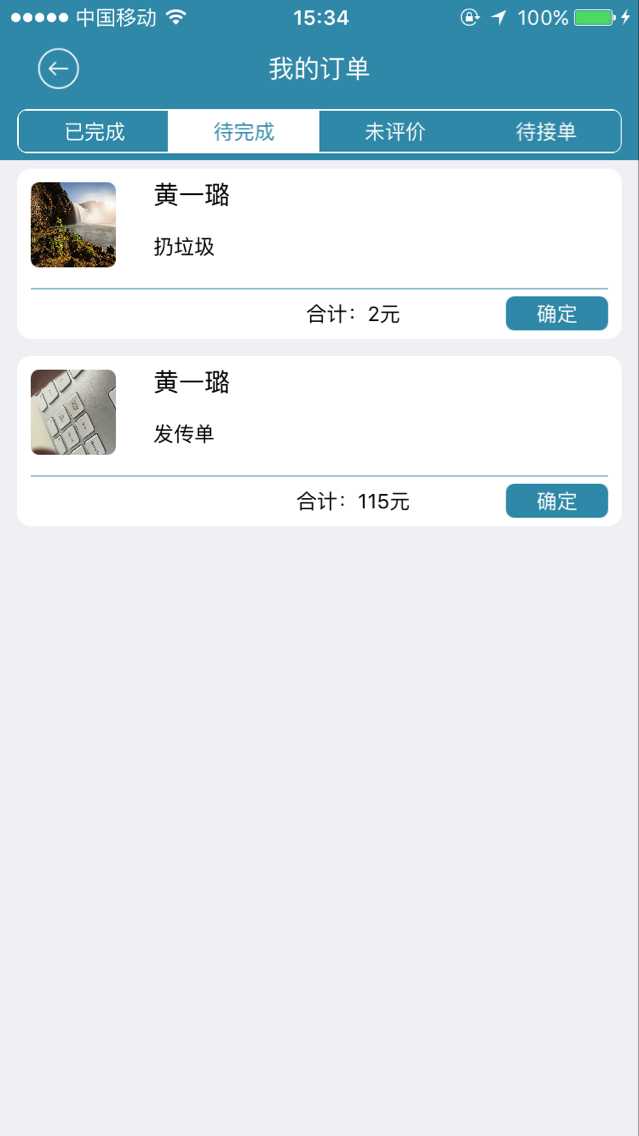 中国移动 15:34 100%
我的订单
已完成 待完成 未评价 待接单
黄一璐
扔垃圾
合计：2元 确定
黄一璐
发传单
合计：115元 确定